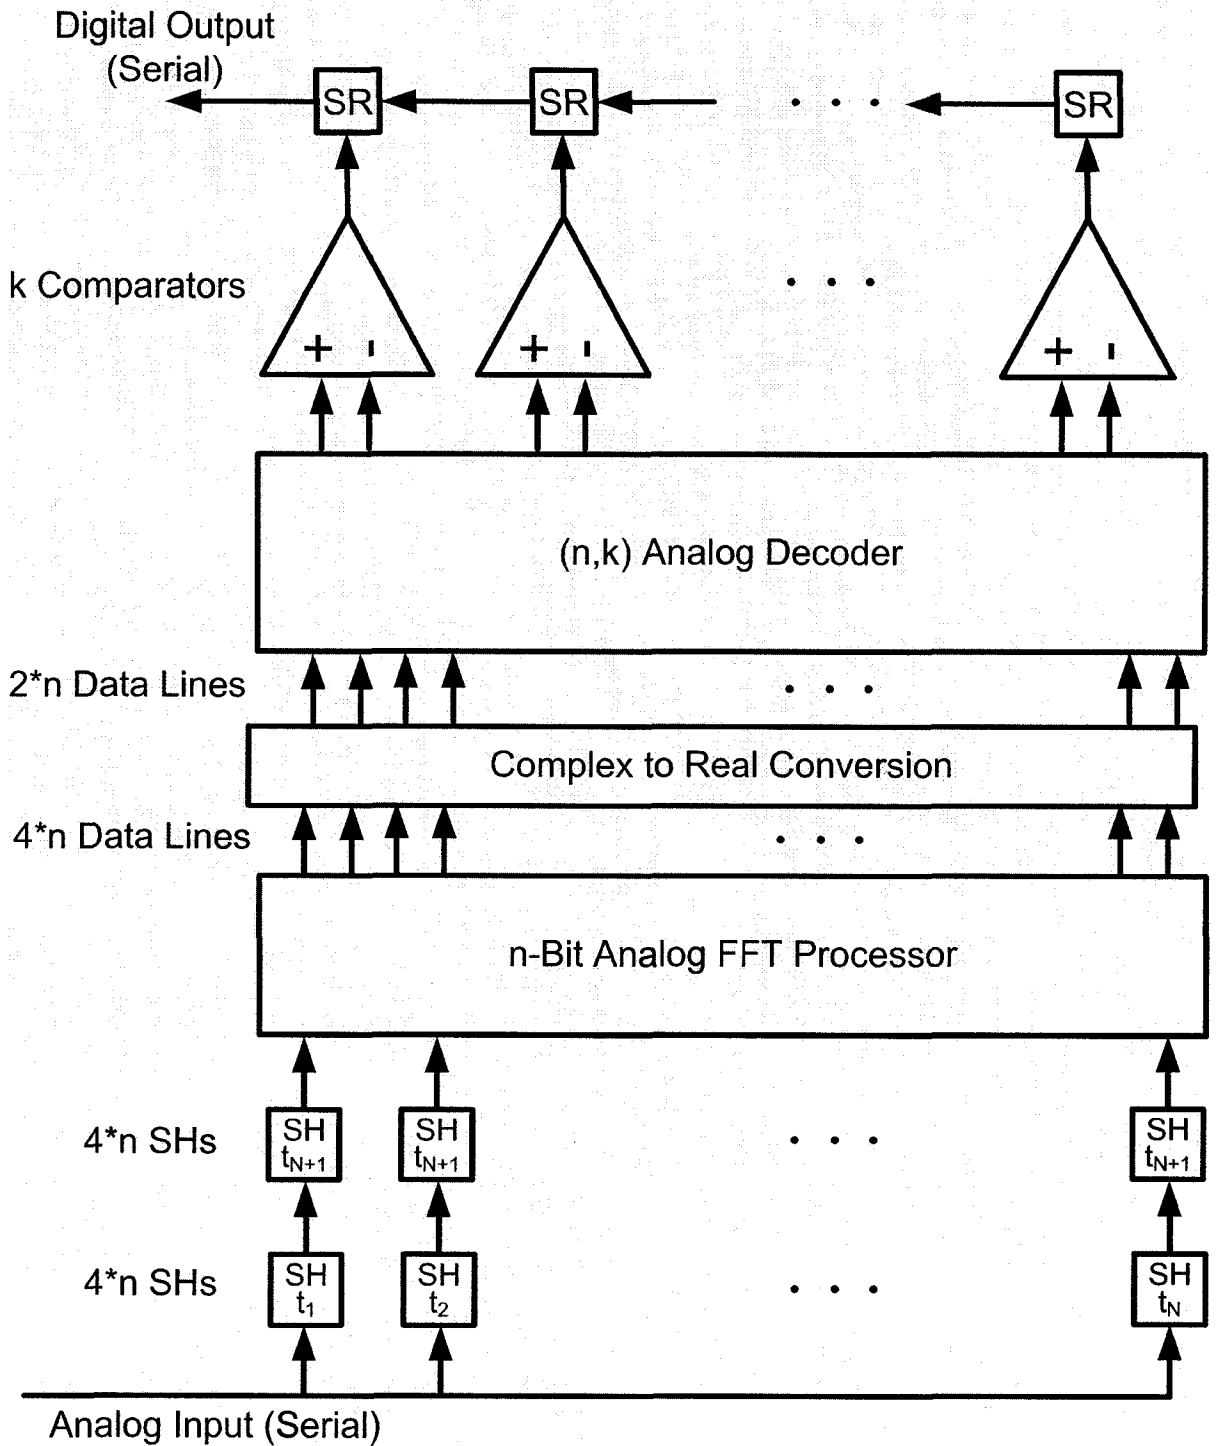 Digital Output
(Serial)
SR SR SR
k Comparators
+ - + - + -
(n,k) Analog Decoder
2*n Data Lines
Complex to Real Conversion
4*n Data Lines
n-Bit Analog FFT Processor
4*n SHs
SH SH SH
tN+1 tN+1 tN+1
4*n SHs
SH SH SH
t1 t2 tN
Analog Input (Serial)